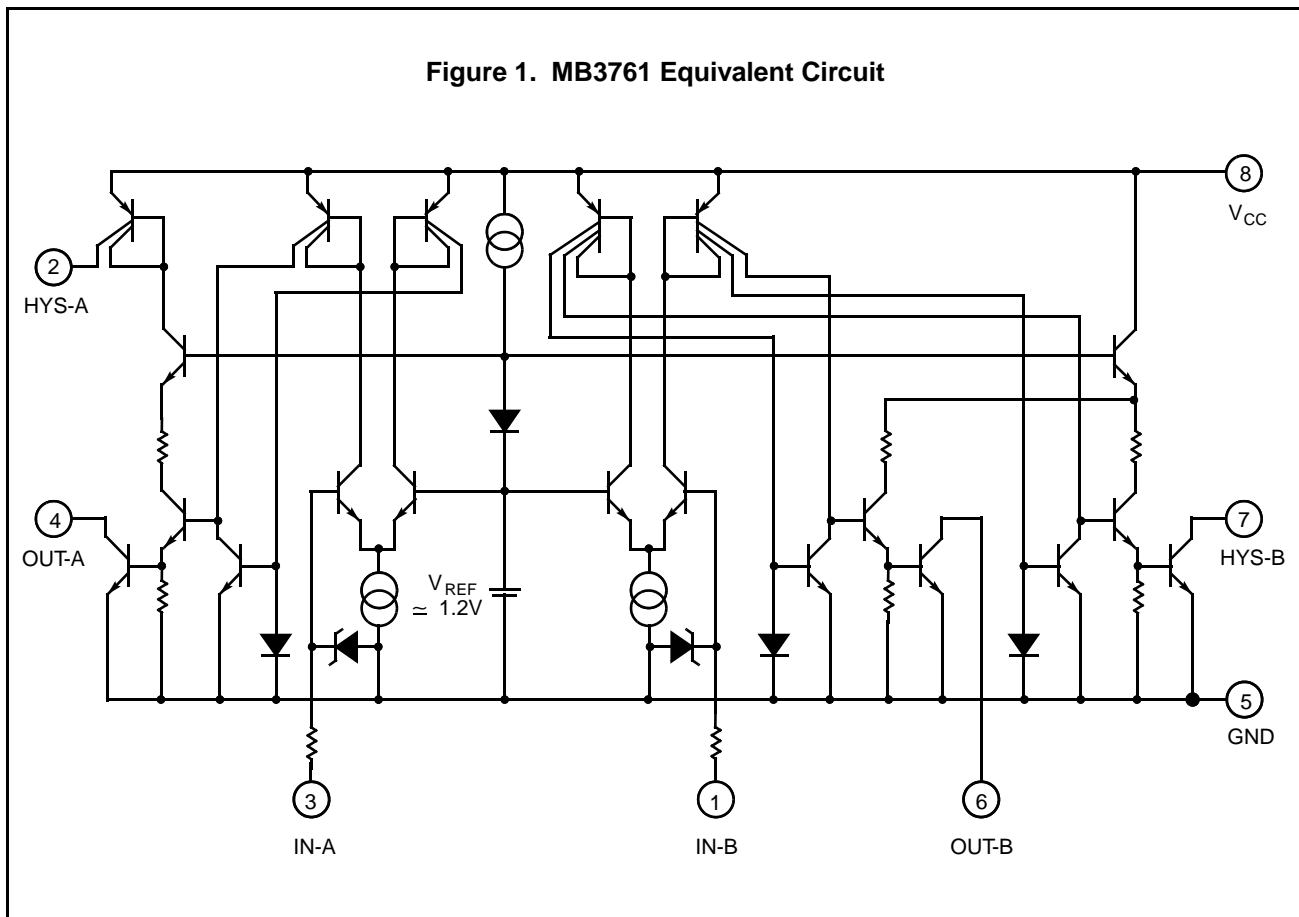 Figure 1. MB3761 Equivalent Circuit
8
VCC
2
HYS-A
4
OUT-A
7
HYS-B
VREF
≃ 1.2V
5
GND
3
1
6
IN-A
IN-B
OUT-B